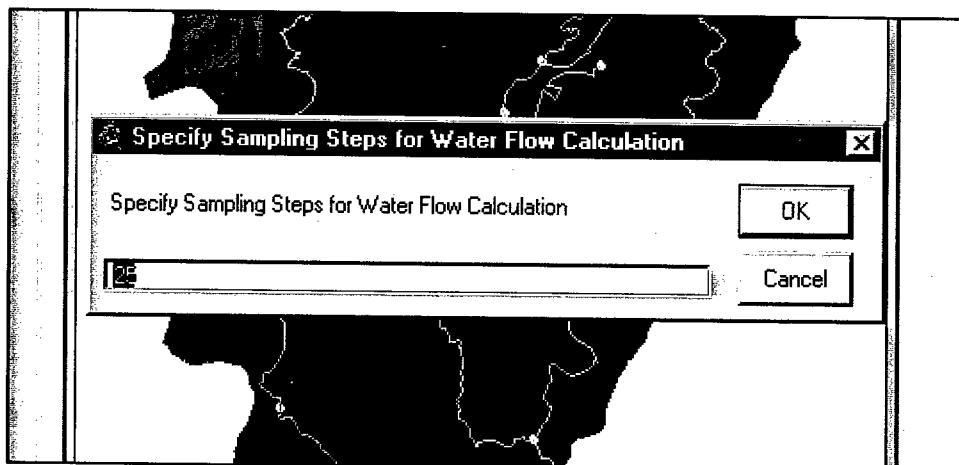 Specify Sampling Steps for Water Flow Calculation
Specify Sampling Steps for Water Flow Calculation
OK
25
Cancel